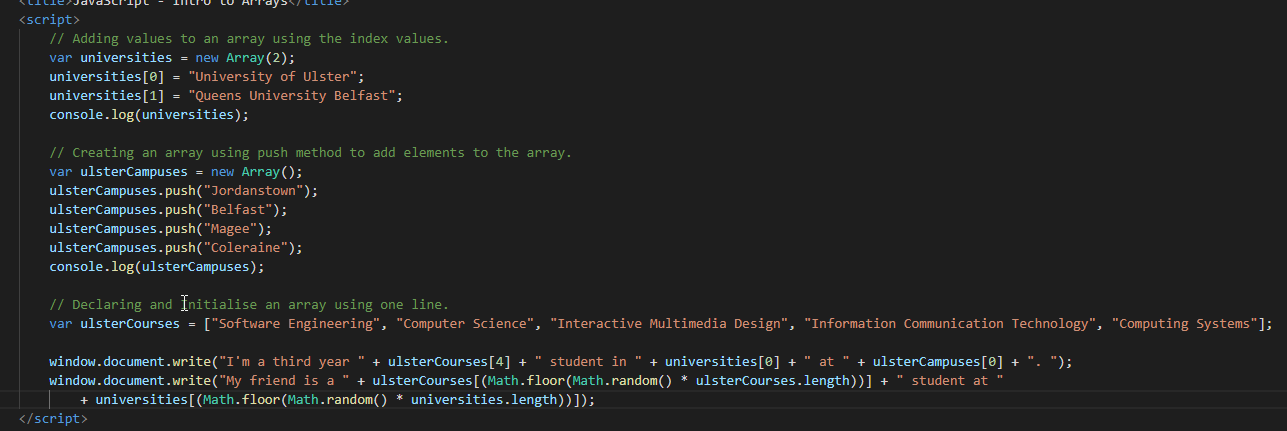 <title>JavaScript - Intro to Arrays</title>
<script>
// Adding values to an array using the index values.
var universities = new Array(2);
universities[0] = "University of Ulster";
universities[1] = "Queens University Belfast";
console.log(universities);
// Creating an array using push method to add elements to the array.
var ulsterCampuses = new Array();
ulsterCampuses.push("Jordanstown");
ulsterCampuses.push("Belfast");
ulsterCampuses.push("Magee");
ulsterCampuses.push("Coleraine");
console.log(ulsterCampuses);
// Declaring and initialise an array using one line.
var ulsterCourses = ["Software Engineering", "Computer Science", "Interactive Multimedia Design", "Information Communication Technology", "Computing Systems"];
window.document.write("I'm a third year " + ulsterCourses[4] + " student in " + universities[0] + " at " + ulsterCampuses[0] + ". ");
window.document.write("My friend is a " + ulsterCourses[(Math.floor(Math.random() * ulsterCourses.length))] + " student at "
+ universities[(Math.floor(Math.random() * universities.length))]);
</script>